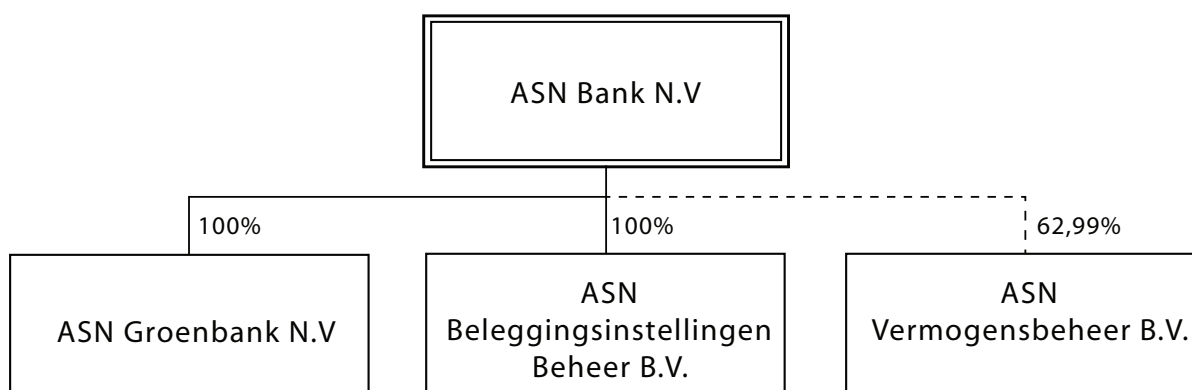 ASN Bank N.V
100%
100%
62,99%
ASN Groenbank N.V
ASN
Beleggingsinstellingen
Beheer B.V.
ASN
Vermogensbeheer B.V.